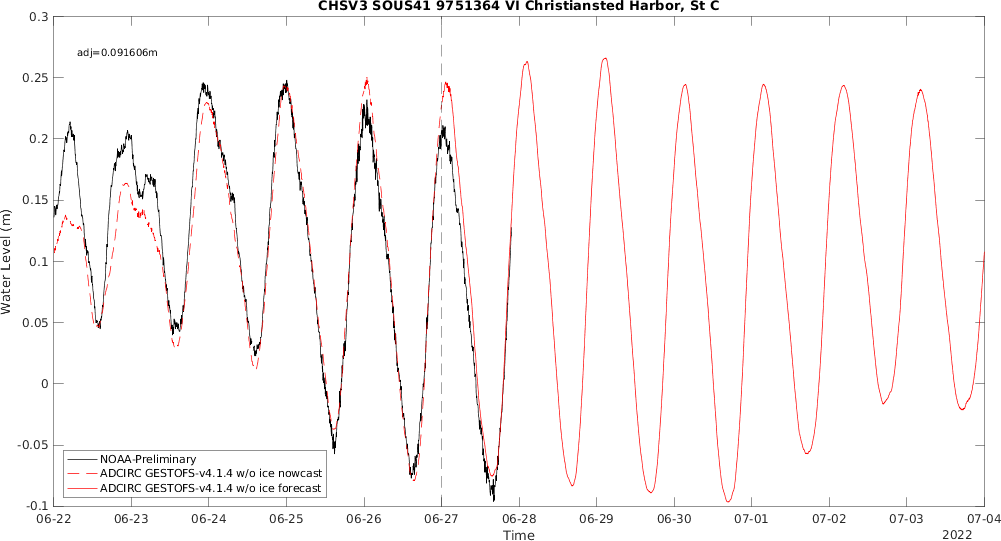 CHSV3 SOUS41 9751364 VI Christiansted Harbor, St C
adj=0.091606m
0.3
0.25
0.2
0.15
0.1
0.05
0
-0.05
-0.1
Water Level (m)
NOAA-Preliminary
ADCIRC GESTOFS-v4.1.4 w/o ice nowcast
ADCIRC GESTOFS-v4.1.4 w/o ice forecast
06-22 06-23 06-24 06-25 06-26 06-27 06-28 06-29 06-30 07-01 07-02 07-03 07-04
Time
2022